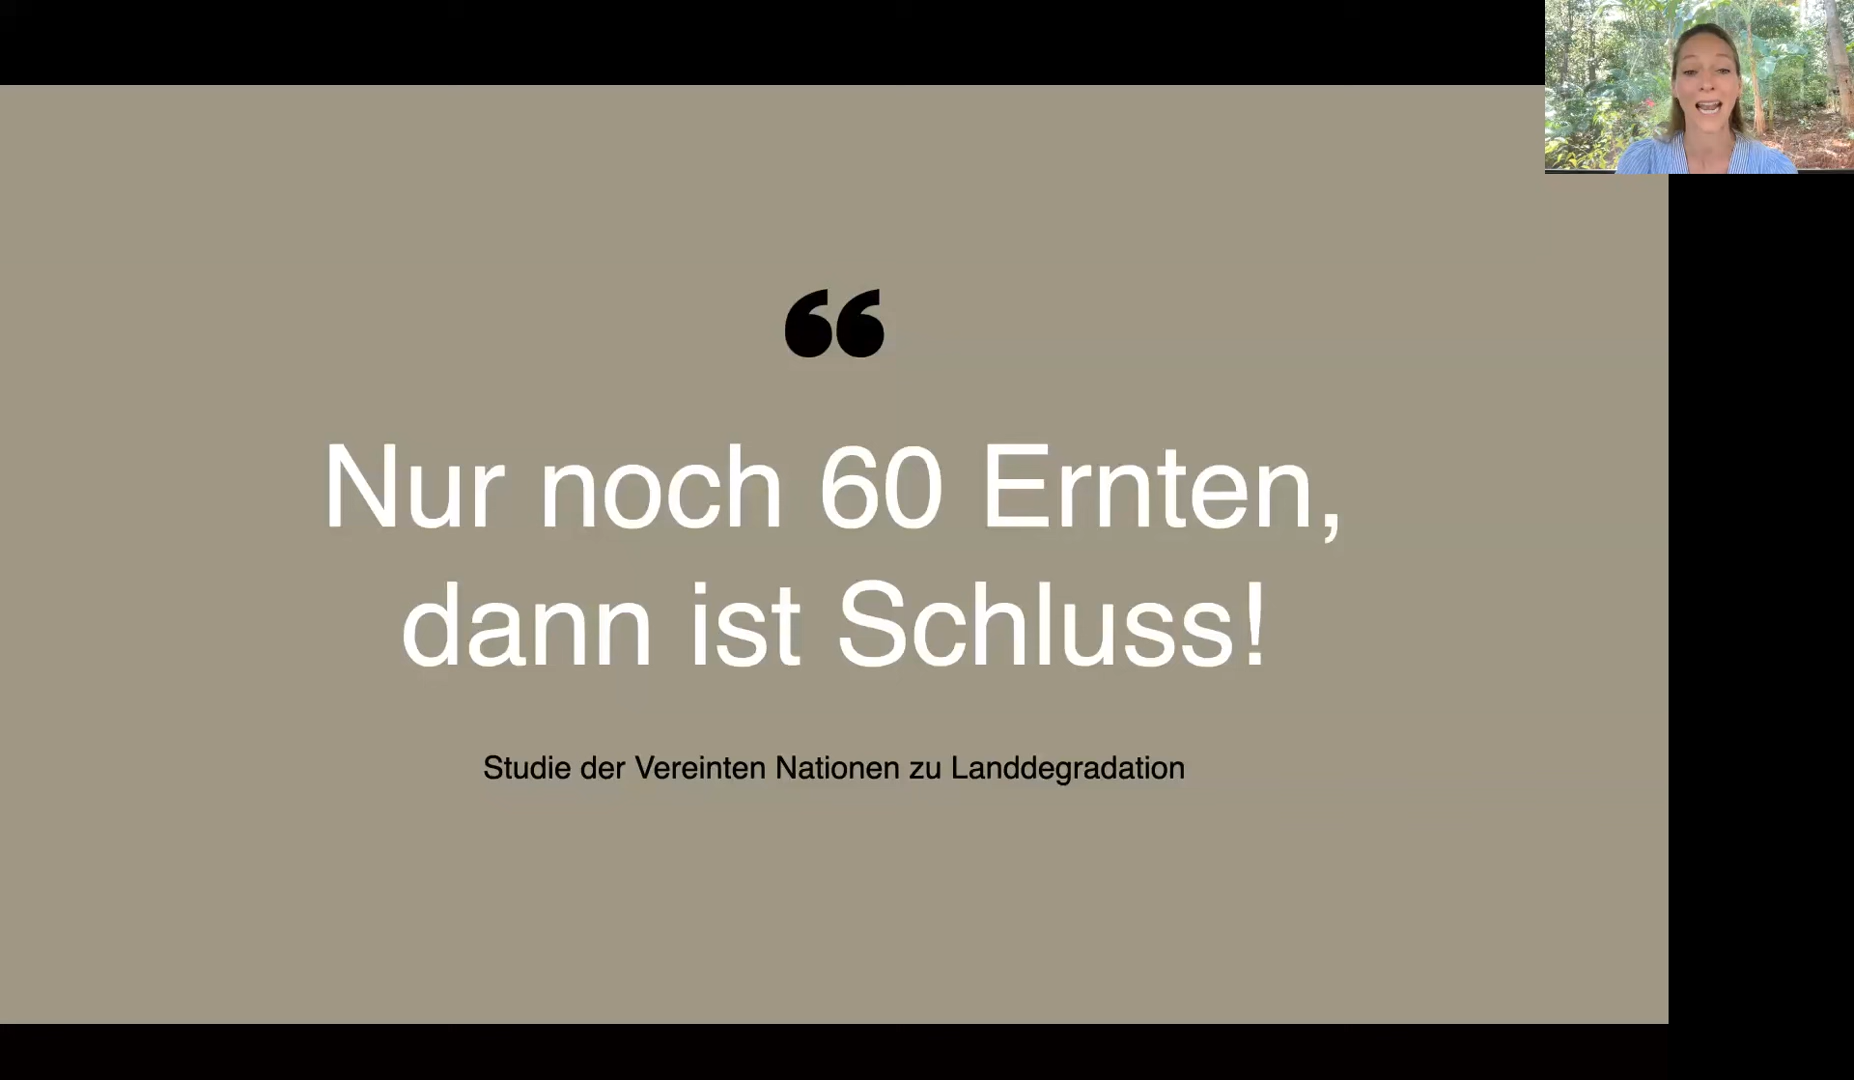 “
Nur noch 60 Ernten,
dann ist Schluss!
Studie der Vereinten Nationen zu Landdegradation